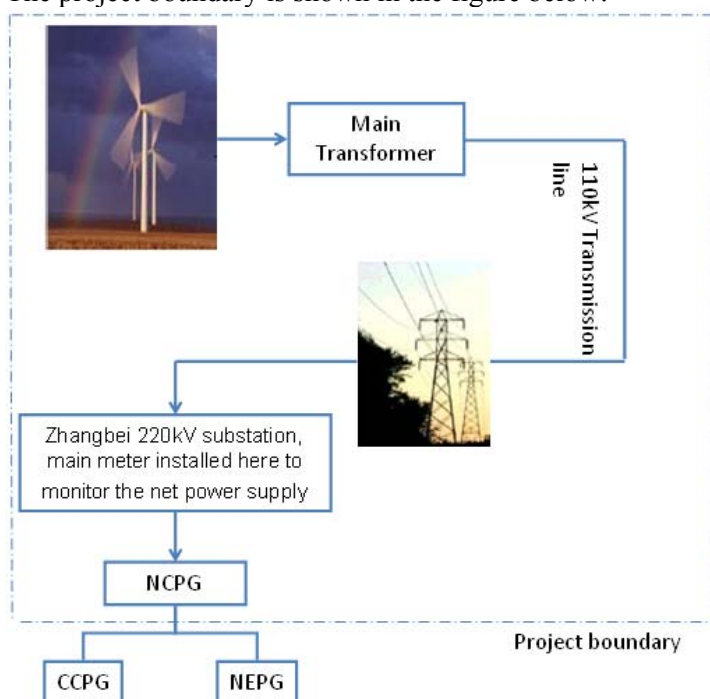 The project boundary is shown in the figure below:
Main
Transformer
110kV Transmission
line
Zhangbei 220kV substation,
main meter installed here to
monitor the net power supply
NCPG
Project boundary
CCPG
NEPG